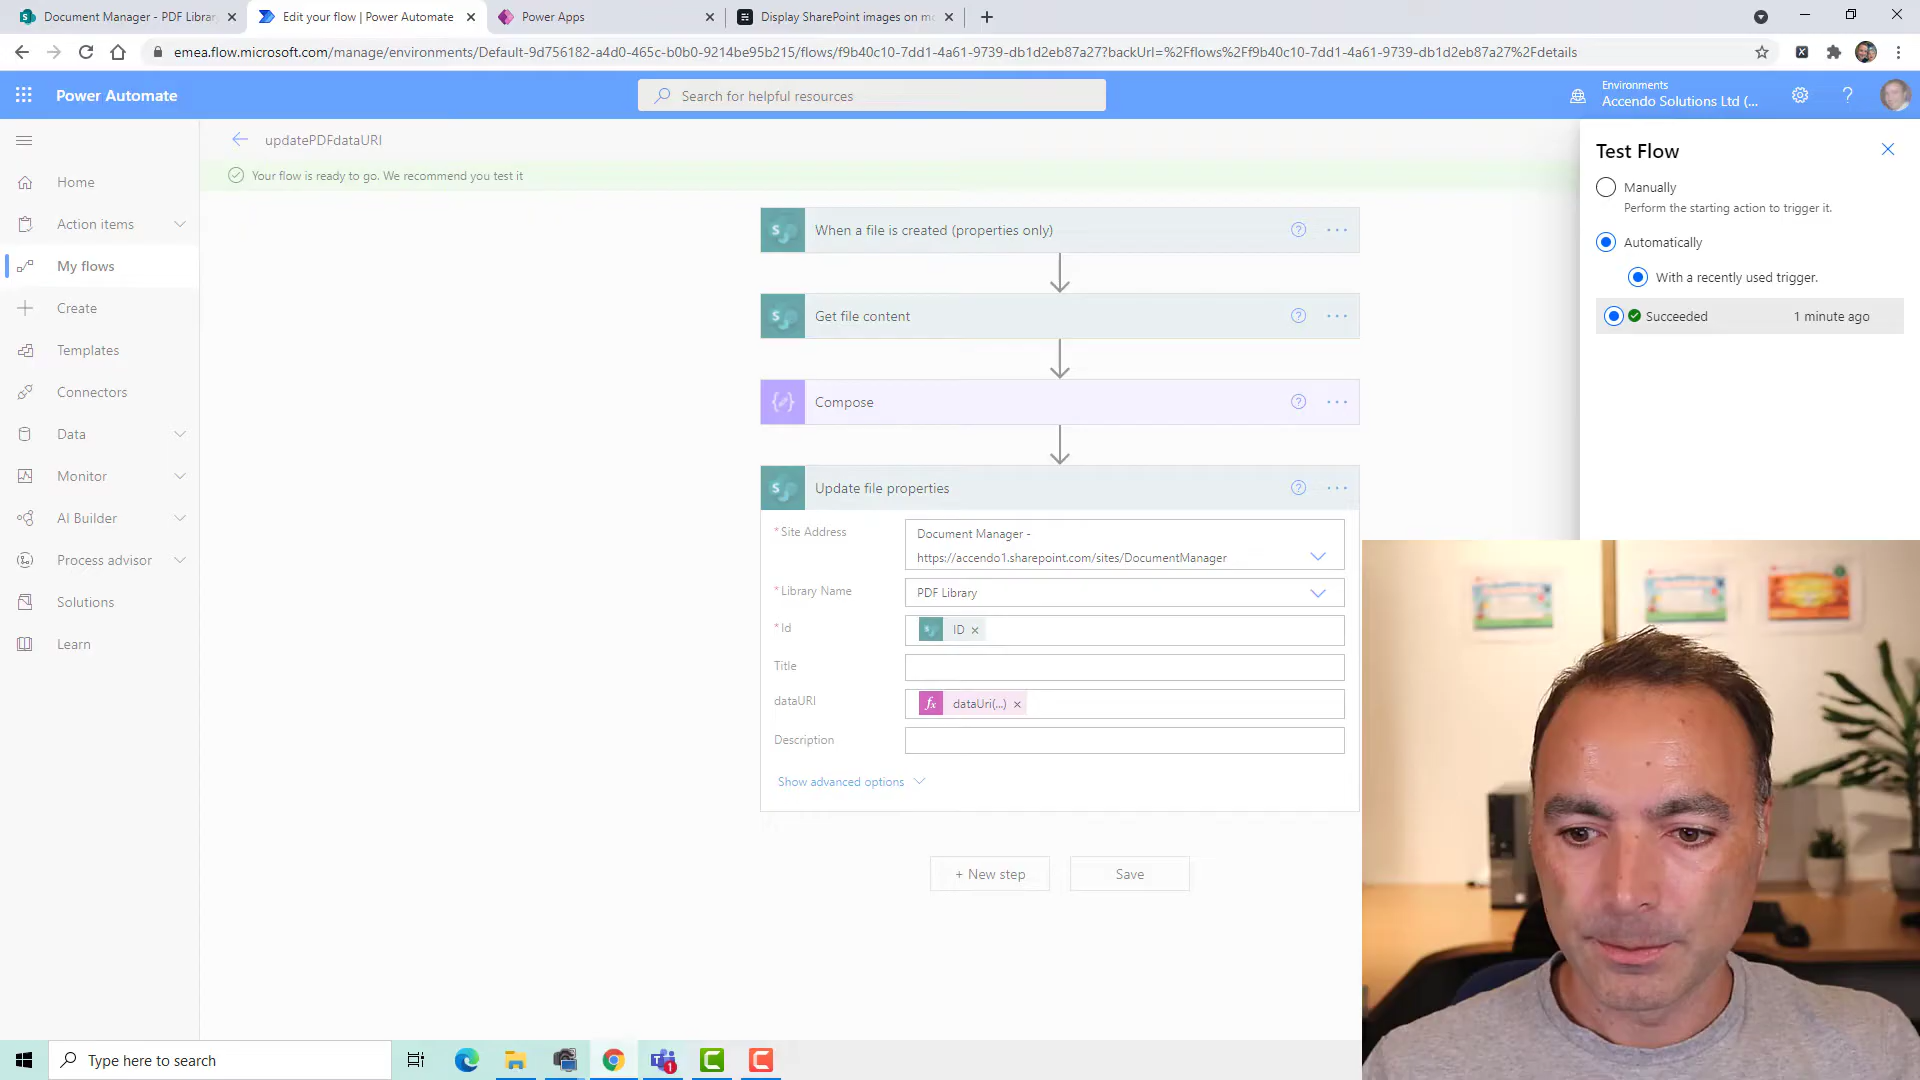 Document Manager - PDF Librar
Edit your flow | Power Automate
Power Apps
Display SharePoint images on mo
emea.flow.microsoft.com/manage/environments/Default-9d756182-a4d0-465c-b0b0-9214be95b215/flows/f9b40c10-7dd1-4a61-9739-db1d2eb87a27?backUrl=%2Fflows%2Ff9b40c10-7dd1-4a61-9739-db1d2eb87a27%2Fdetails
Power Automate
Search for helpful resources
Environments
Accendo Solutions Ltd (...
updatePDFdataURI
Your flow is ready to go. We recommend you test it
Home
Action items
My flows
Create
Templates
Connectors
Data
Monitor
AI Builder
Process advisor
Solutions
Learn
When a file is created (properties only)
Get file content
Compose
Update file properties
* Site Address
Document Manager -
https://accendo1.sharepoint.com/sites/DocumentManager
* Library Name
PDF Library
* Id
ID
Title
dataURI
fx dataUri(...)
Description
Show advanced options
+ New step
Save
Test Flow
Manually
Perform the starting action to trigger it.
Automatically
With a recently used trigger.
Succeeded
1 minute ago
Type here to search
1